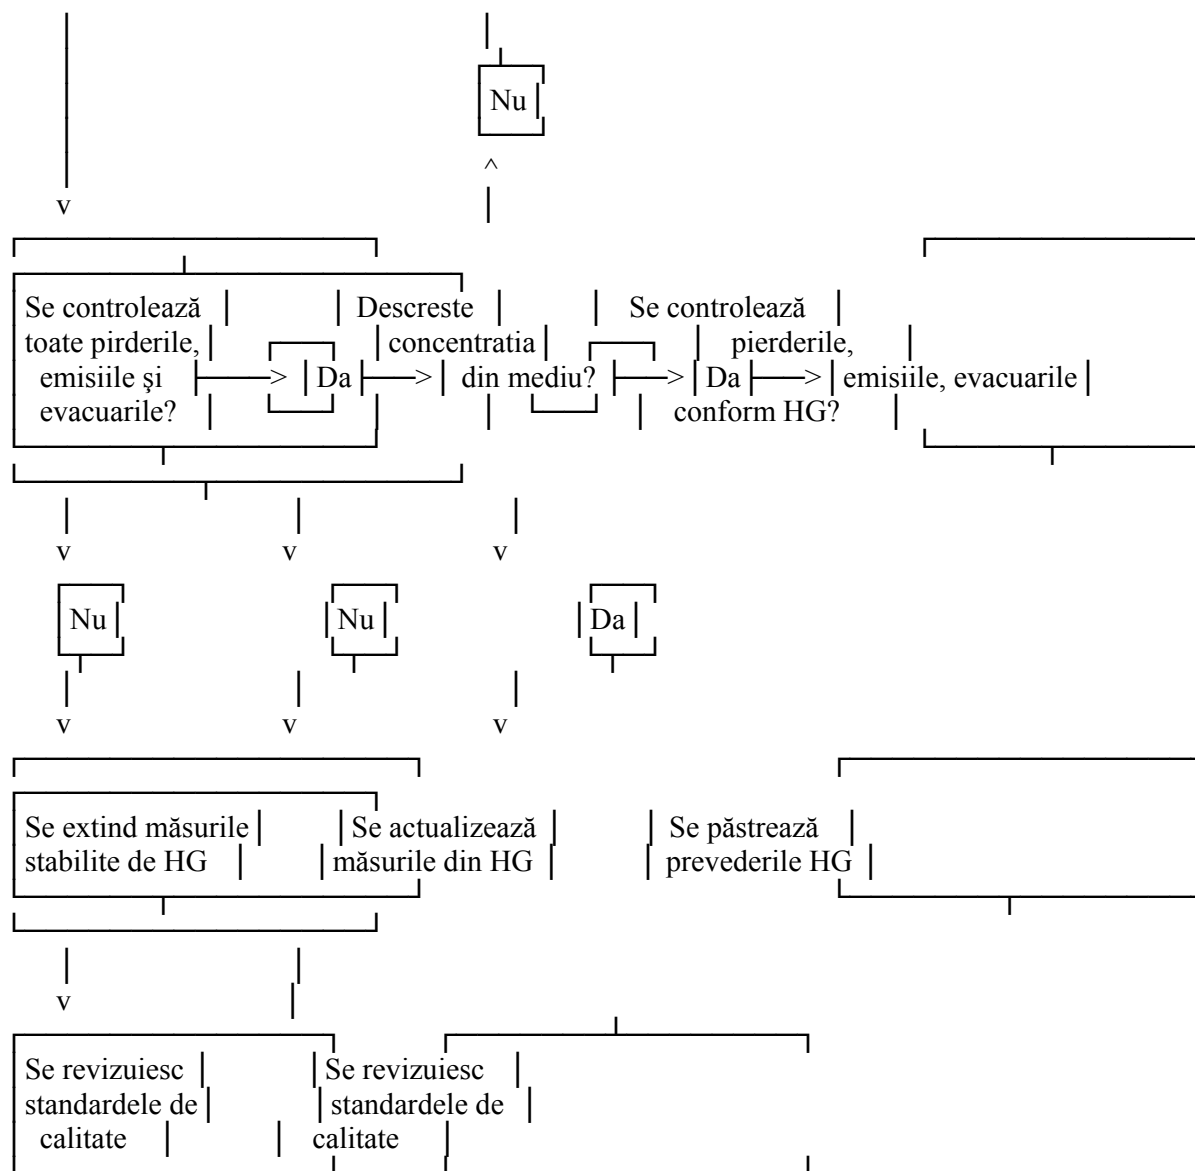 Nu
^
v
Se controlează Descreste Se controlează
toate pirderile, concentratia pierderile,
emisiile şi > Da > din mediu? > Da > emisiile, evacuarile
evacuarile? conform HG?
v v v
Nu Nu Da
v v v
Se extind măsurile Se actualizează Se păstrează
stabilite de HG măsurile din HG prevederile HG
v
Se revizuiesc Se revizuiesc
standardele de standardele de
calitate calitate